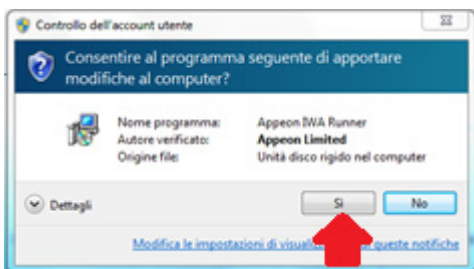 Controllo dell'account utente
Consentire al programma seguente di apportare
modifiche al computer?
Nome programma: Appeon IWA Runner
Autore verificato: Appeon Limited
Origine file: Unità disco rigido nel computer
Dettagli
Sì
No
Modifica le impostazioni di queste notifiche